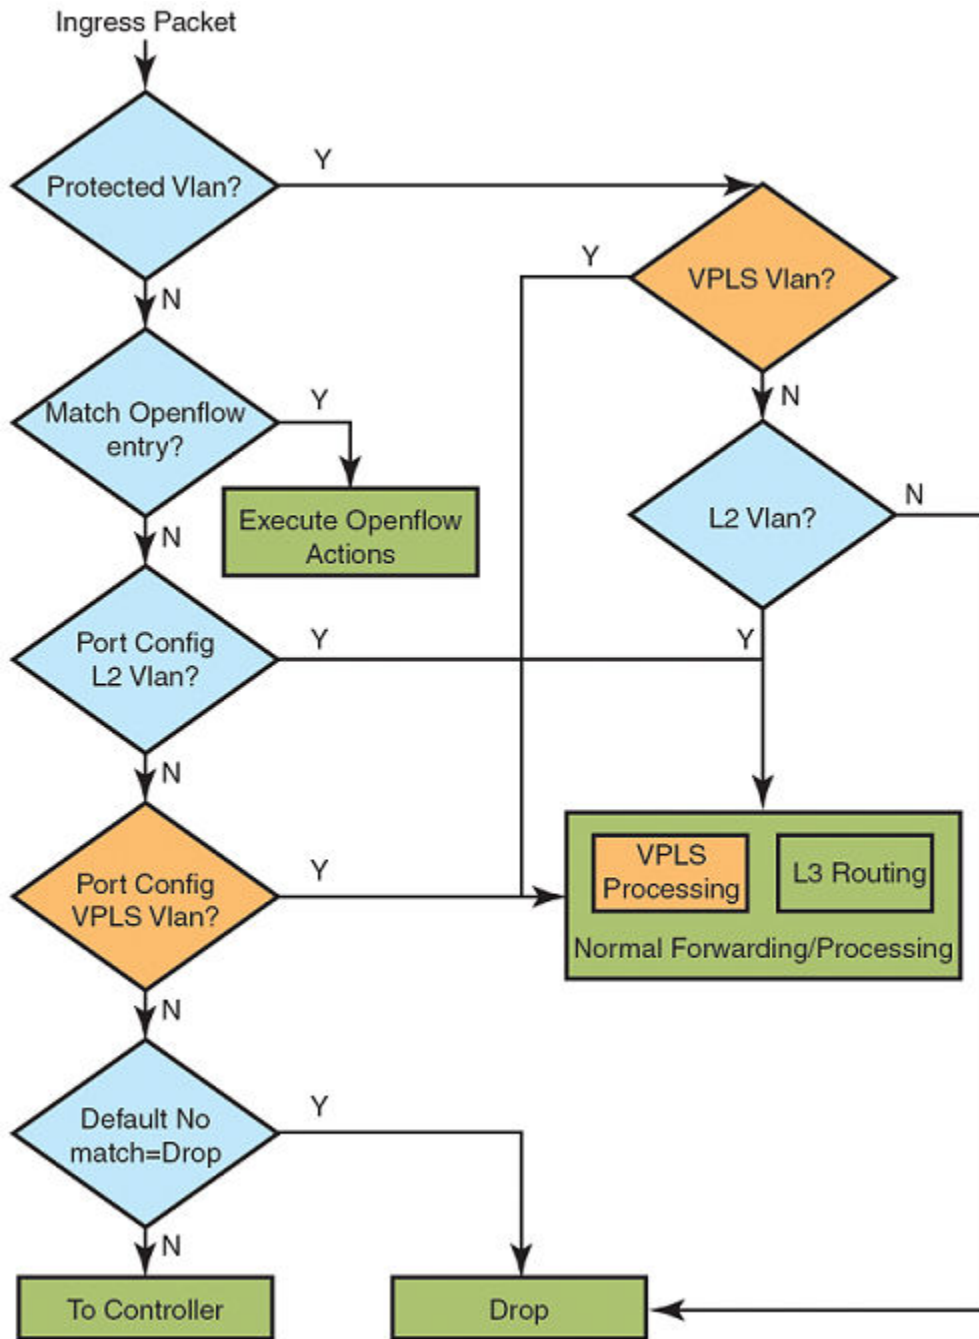 Ingress Packet
Protected Vlan?
Y
N
VPLS Vlan?
Y
N
Match Openflow
entry?
Y
N
Execute Openflow
Actions
L2 Vlan?
N
Y
Port Config
L2 Vlan?
Y
N
Port Config
VPLS Vlan?
Y
N
VPLS
Processing
L3 Routing
Normal Forwarding/Processing
Default No
match=Drop
Y
N
To Controller
Drop